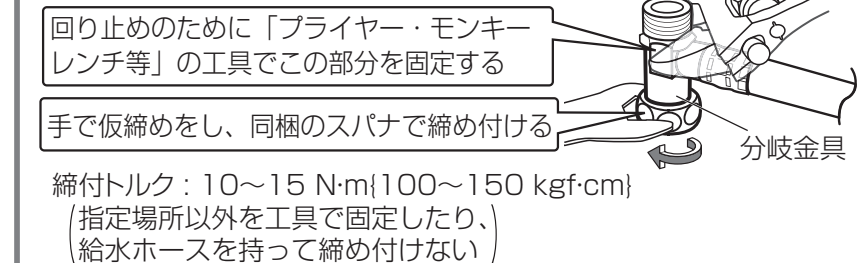 回り止めのために「プライヤー・モンキー
レンチ等」の工具でこの部分を固定する
手で仮締めをし、同梱のスパナで締め付ける
分岐金具
締付トルク：10～15 N·m{100～150 kgf·cm}
(指定場所以外を工具で固定したり、
給水ホースを持って締め付けない)